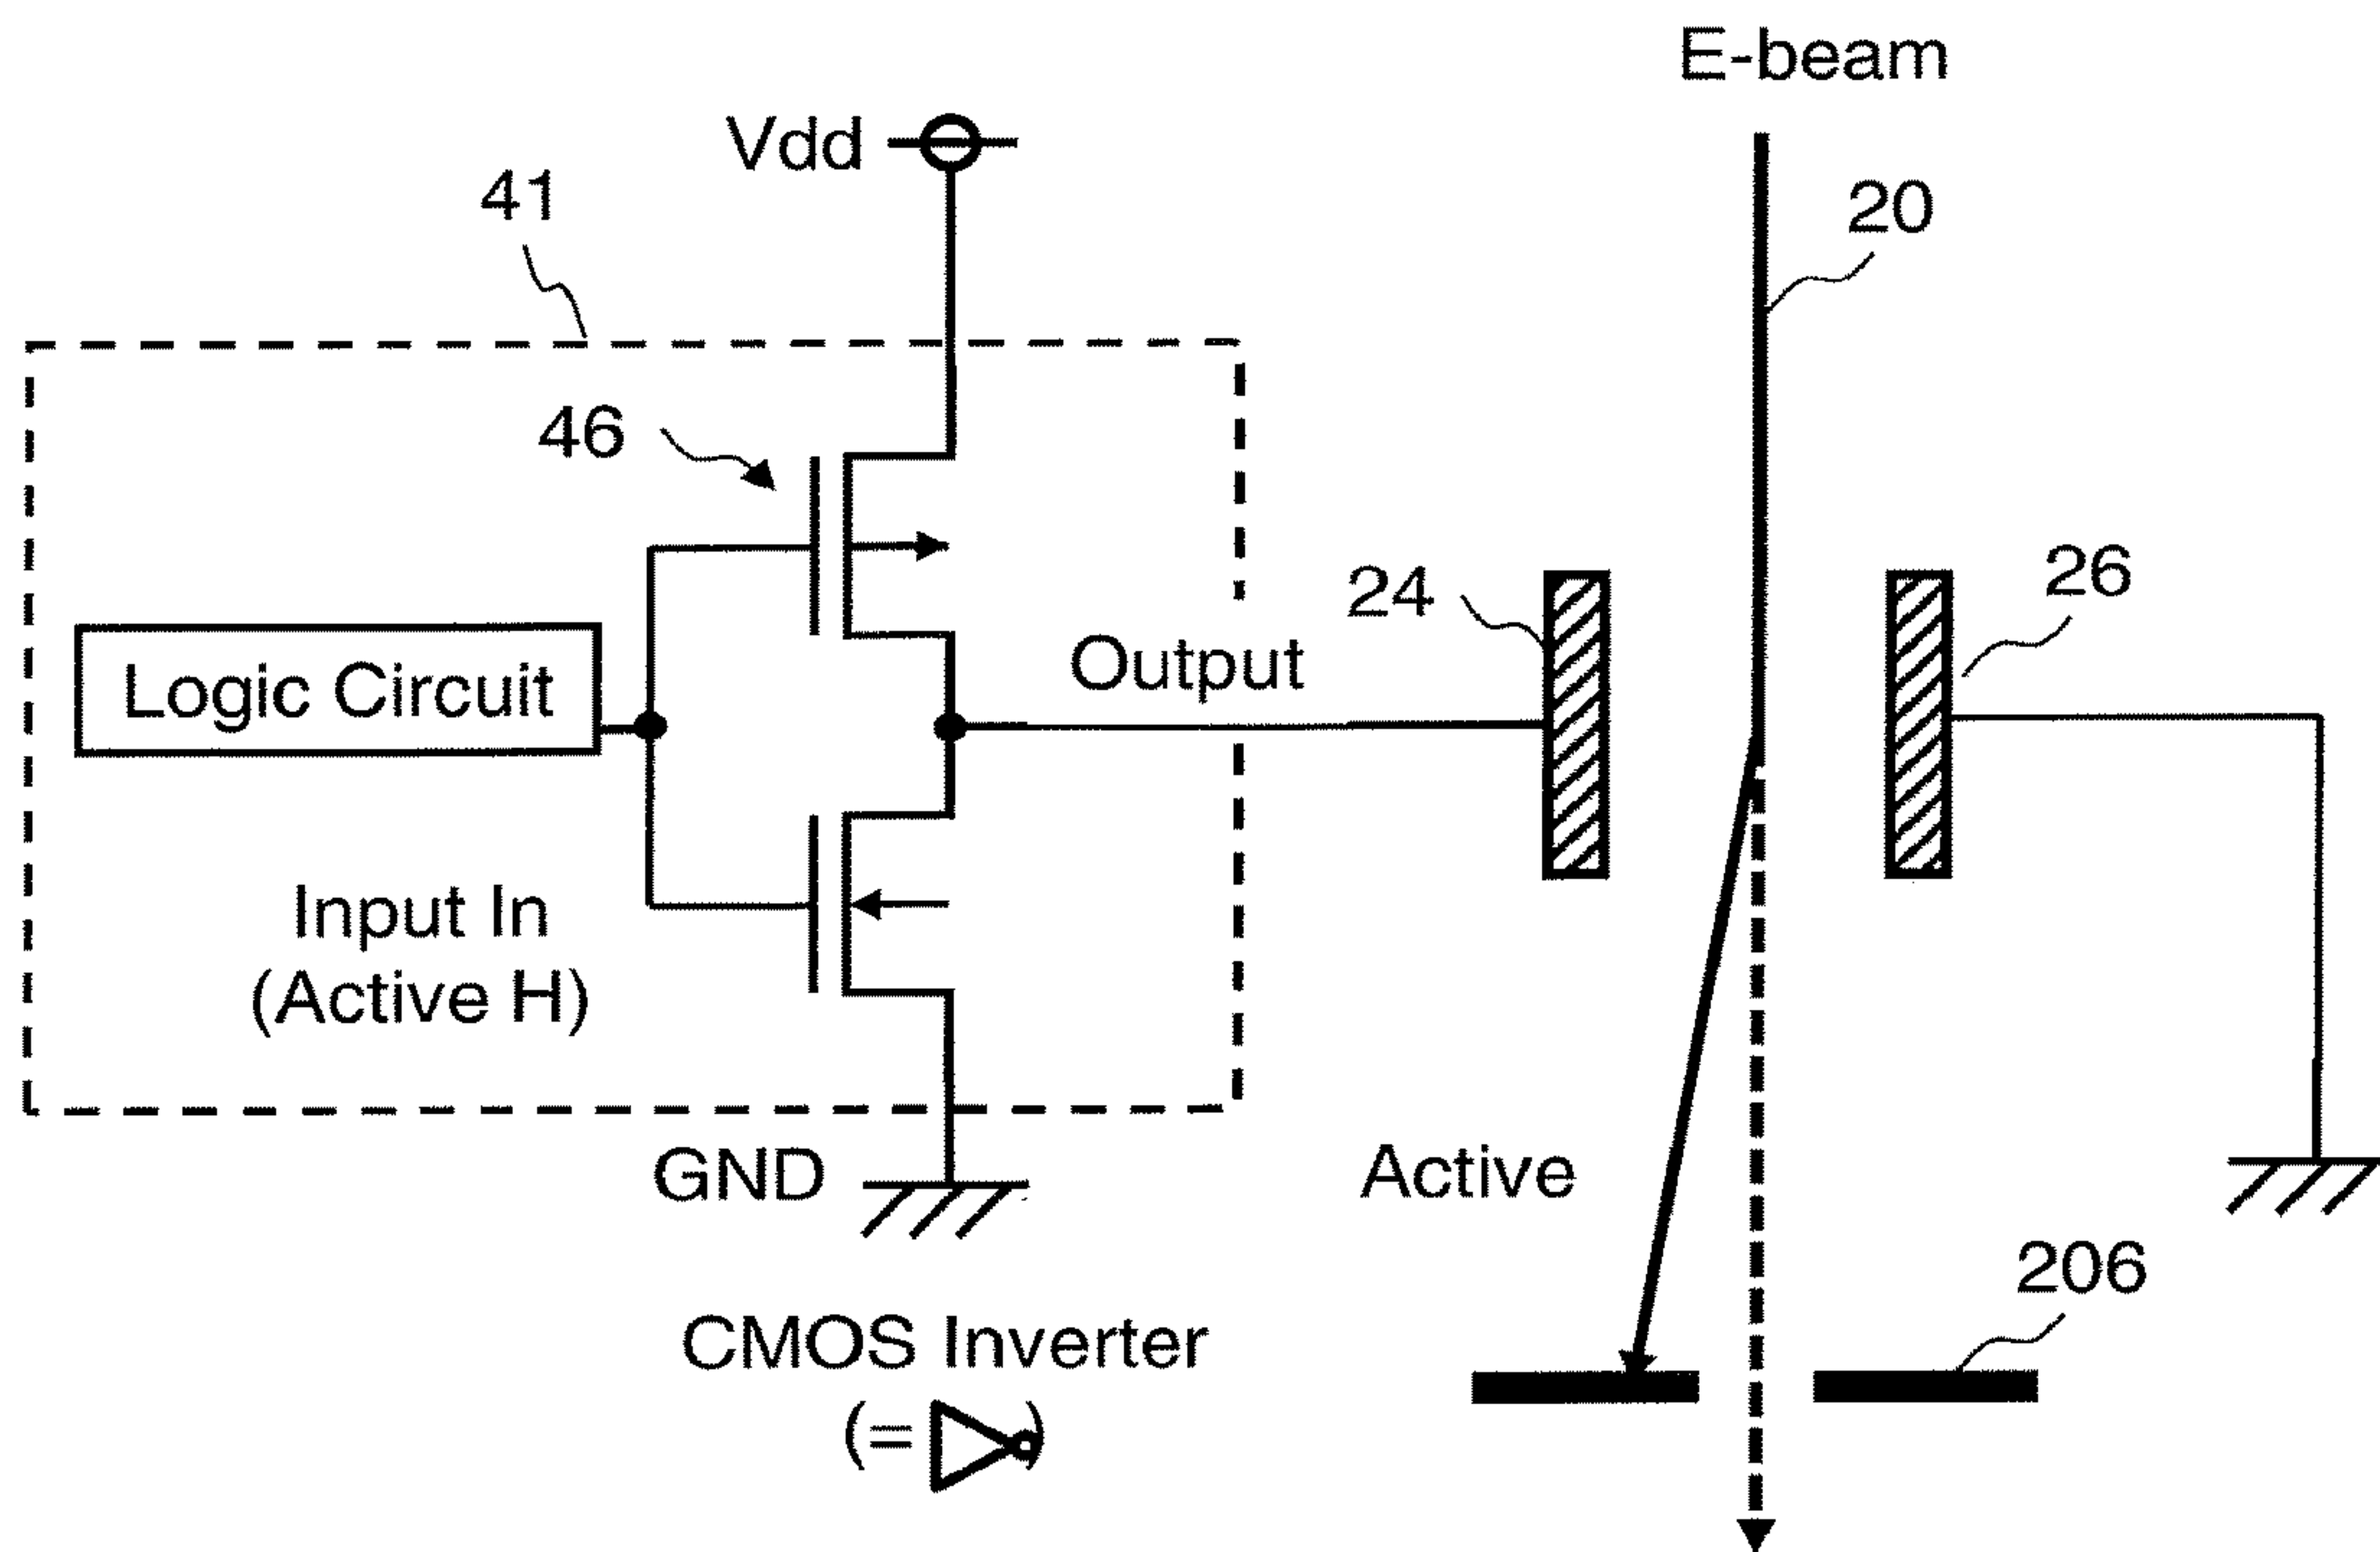 E-beam
Vdd
41
20
46
24
26
Output
Logic Circuit
Input In
(Active H)
GND
Active
206
CMOS Inverter
(= )